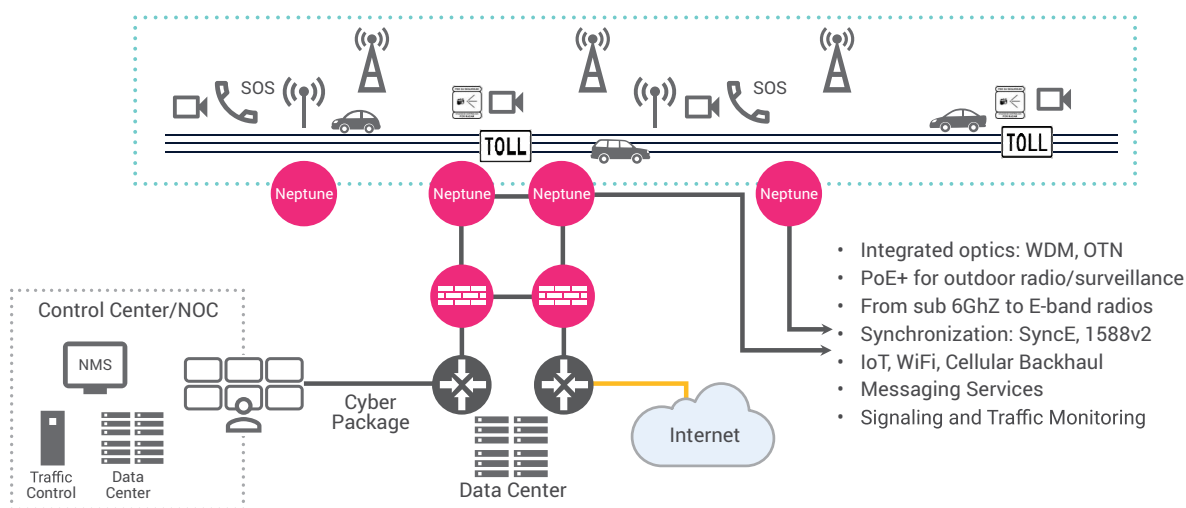 SOS
SOS
TOLL
TOLL
Neptune
Neptune
Neptune
Neptune
• Integrated optics: WDM, OTN
• PoE+ for outdoor radio/surveillance
• From sub 6GhZ to E-band radios
• Synchronization: SyncE, 1588v2
• IoT, WiFi, Cellular Backhaul
• Messaging Services
• Signaling and Traffic Monitoring
Control Center/NOC
NMS
Traffic
Control
Data
Center
Cyber
Package
Data Center
Internet